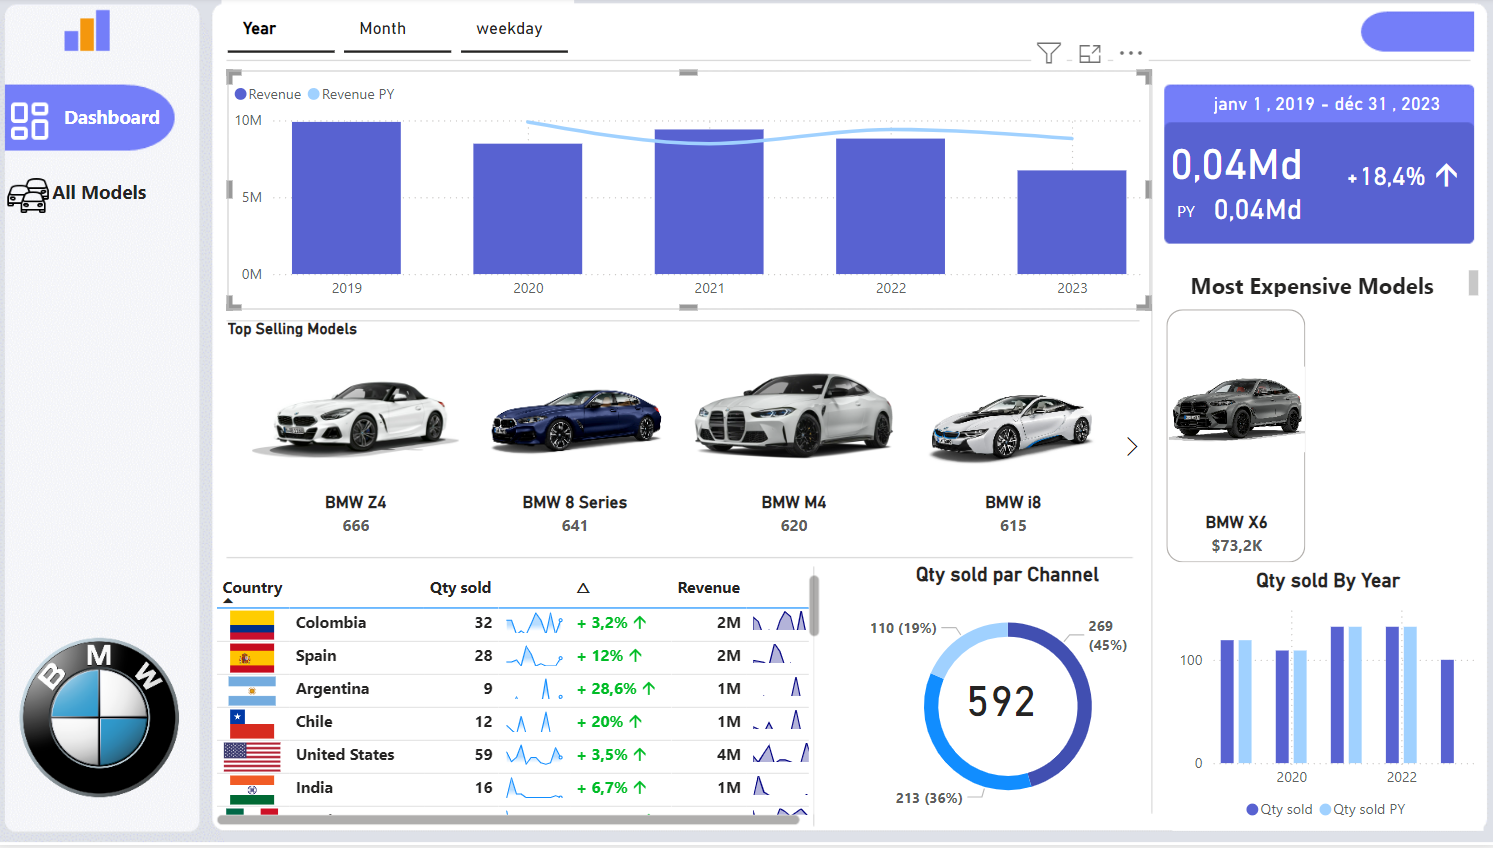 Year
Month
weekday
Dashboard
All Models
Revenue
Revenue PY
10M
5M
0M
2019
2020
2021
2022
2023
janv 1 , 2019 - déc 31 , 2023
0,04Md
+18,4%
PY 0,04Md
Most Expensive Models
BMW X6
$73,2K
Top Selling Models
BMW Z4
666
BMW 8 Series
641
BMW M4
620
BMW i8
615
Country Qty sold △ Revenue
Colombia 32 + 3,2% ↑ 2M
Spain 28 + 12% ↑ 2M
Argentina 9 + 28,6% ↑ 1M
Chile 12 + 20% ↑ 1M
United States 59 + 3,5% ↑ 4M
India 16 + 6,7% ↑ 1M
Qty sold par Channel
110 (19%)
269
(45%)
592
213 (36%)
Qty sold By Year
100
0
2020
2022
Qty sold
Qty sold PY
BMW